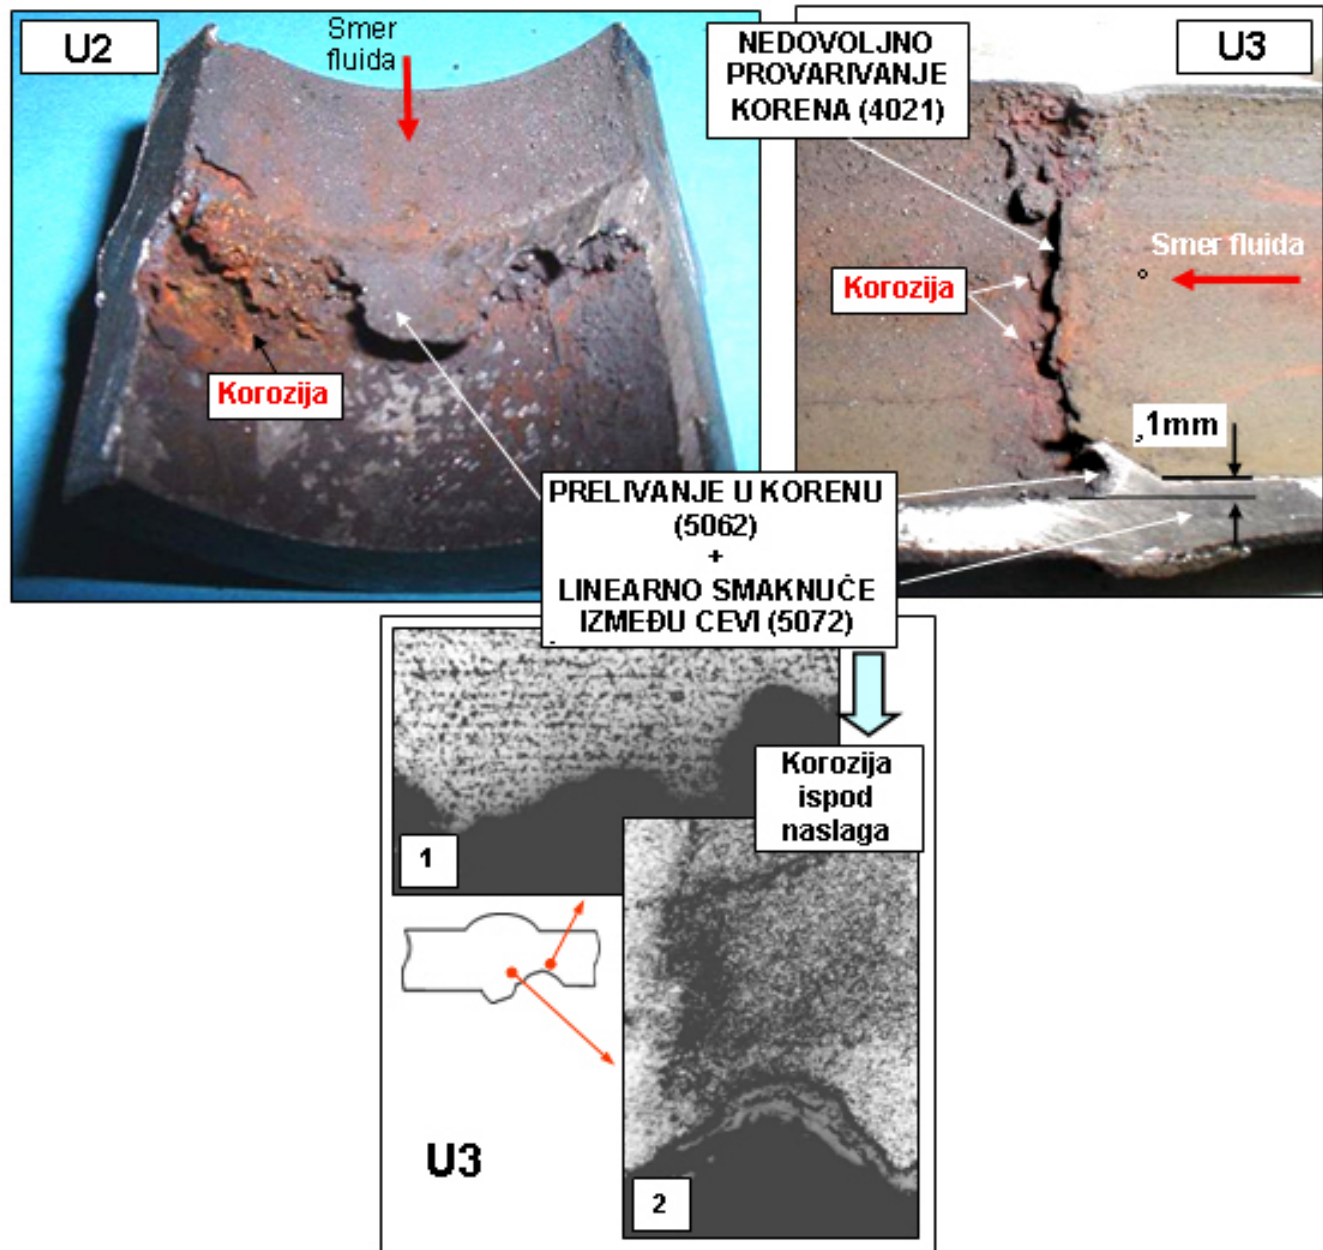 U2
Smer
fluida
NEDOVOLJNO
PROVARIVANJE
KORENA (4021)
U3
Smer fluida
Korozija
Korozija
¸1mm
PRELIVANJE U KORENU
(5062)
+
LINEARNO SMAKNUĆE
IZMEĐU CEVI (5072)
Korozija
ispod
naslaga
1
2
U3